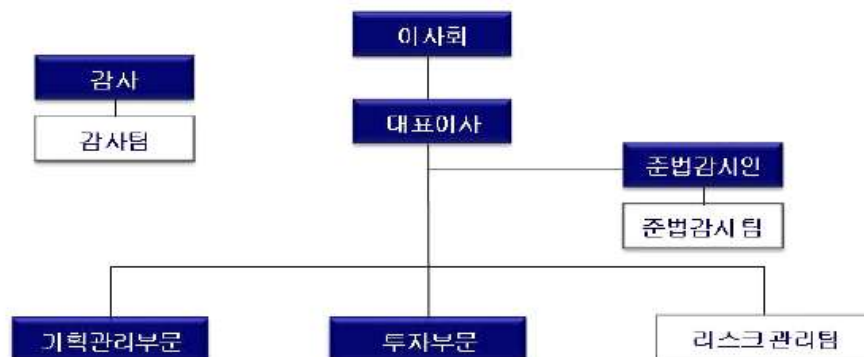 이사회
감사
대표이사
감사팀
준법감시인
준법감시팀
기획관리부문
투자부문
리스크관리팀